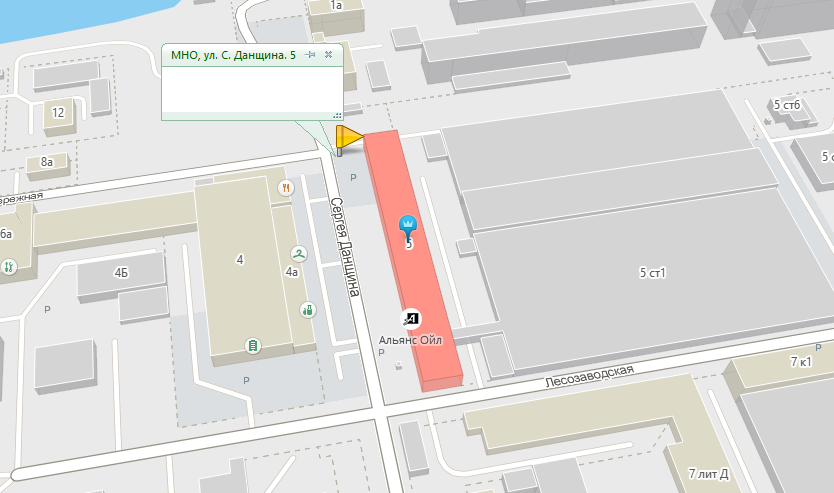 1а
МНО, ул. С. Данщина. 5
12
5 ст6
8а
P
5 с
ережная
Сергея Данщина
6а
5
4
4а
4Б
5 ст1
P
Альянс Ойл
P
P
7 к1
P
Лесозаводская
7 лит Д